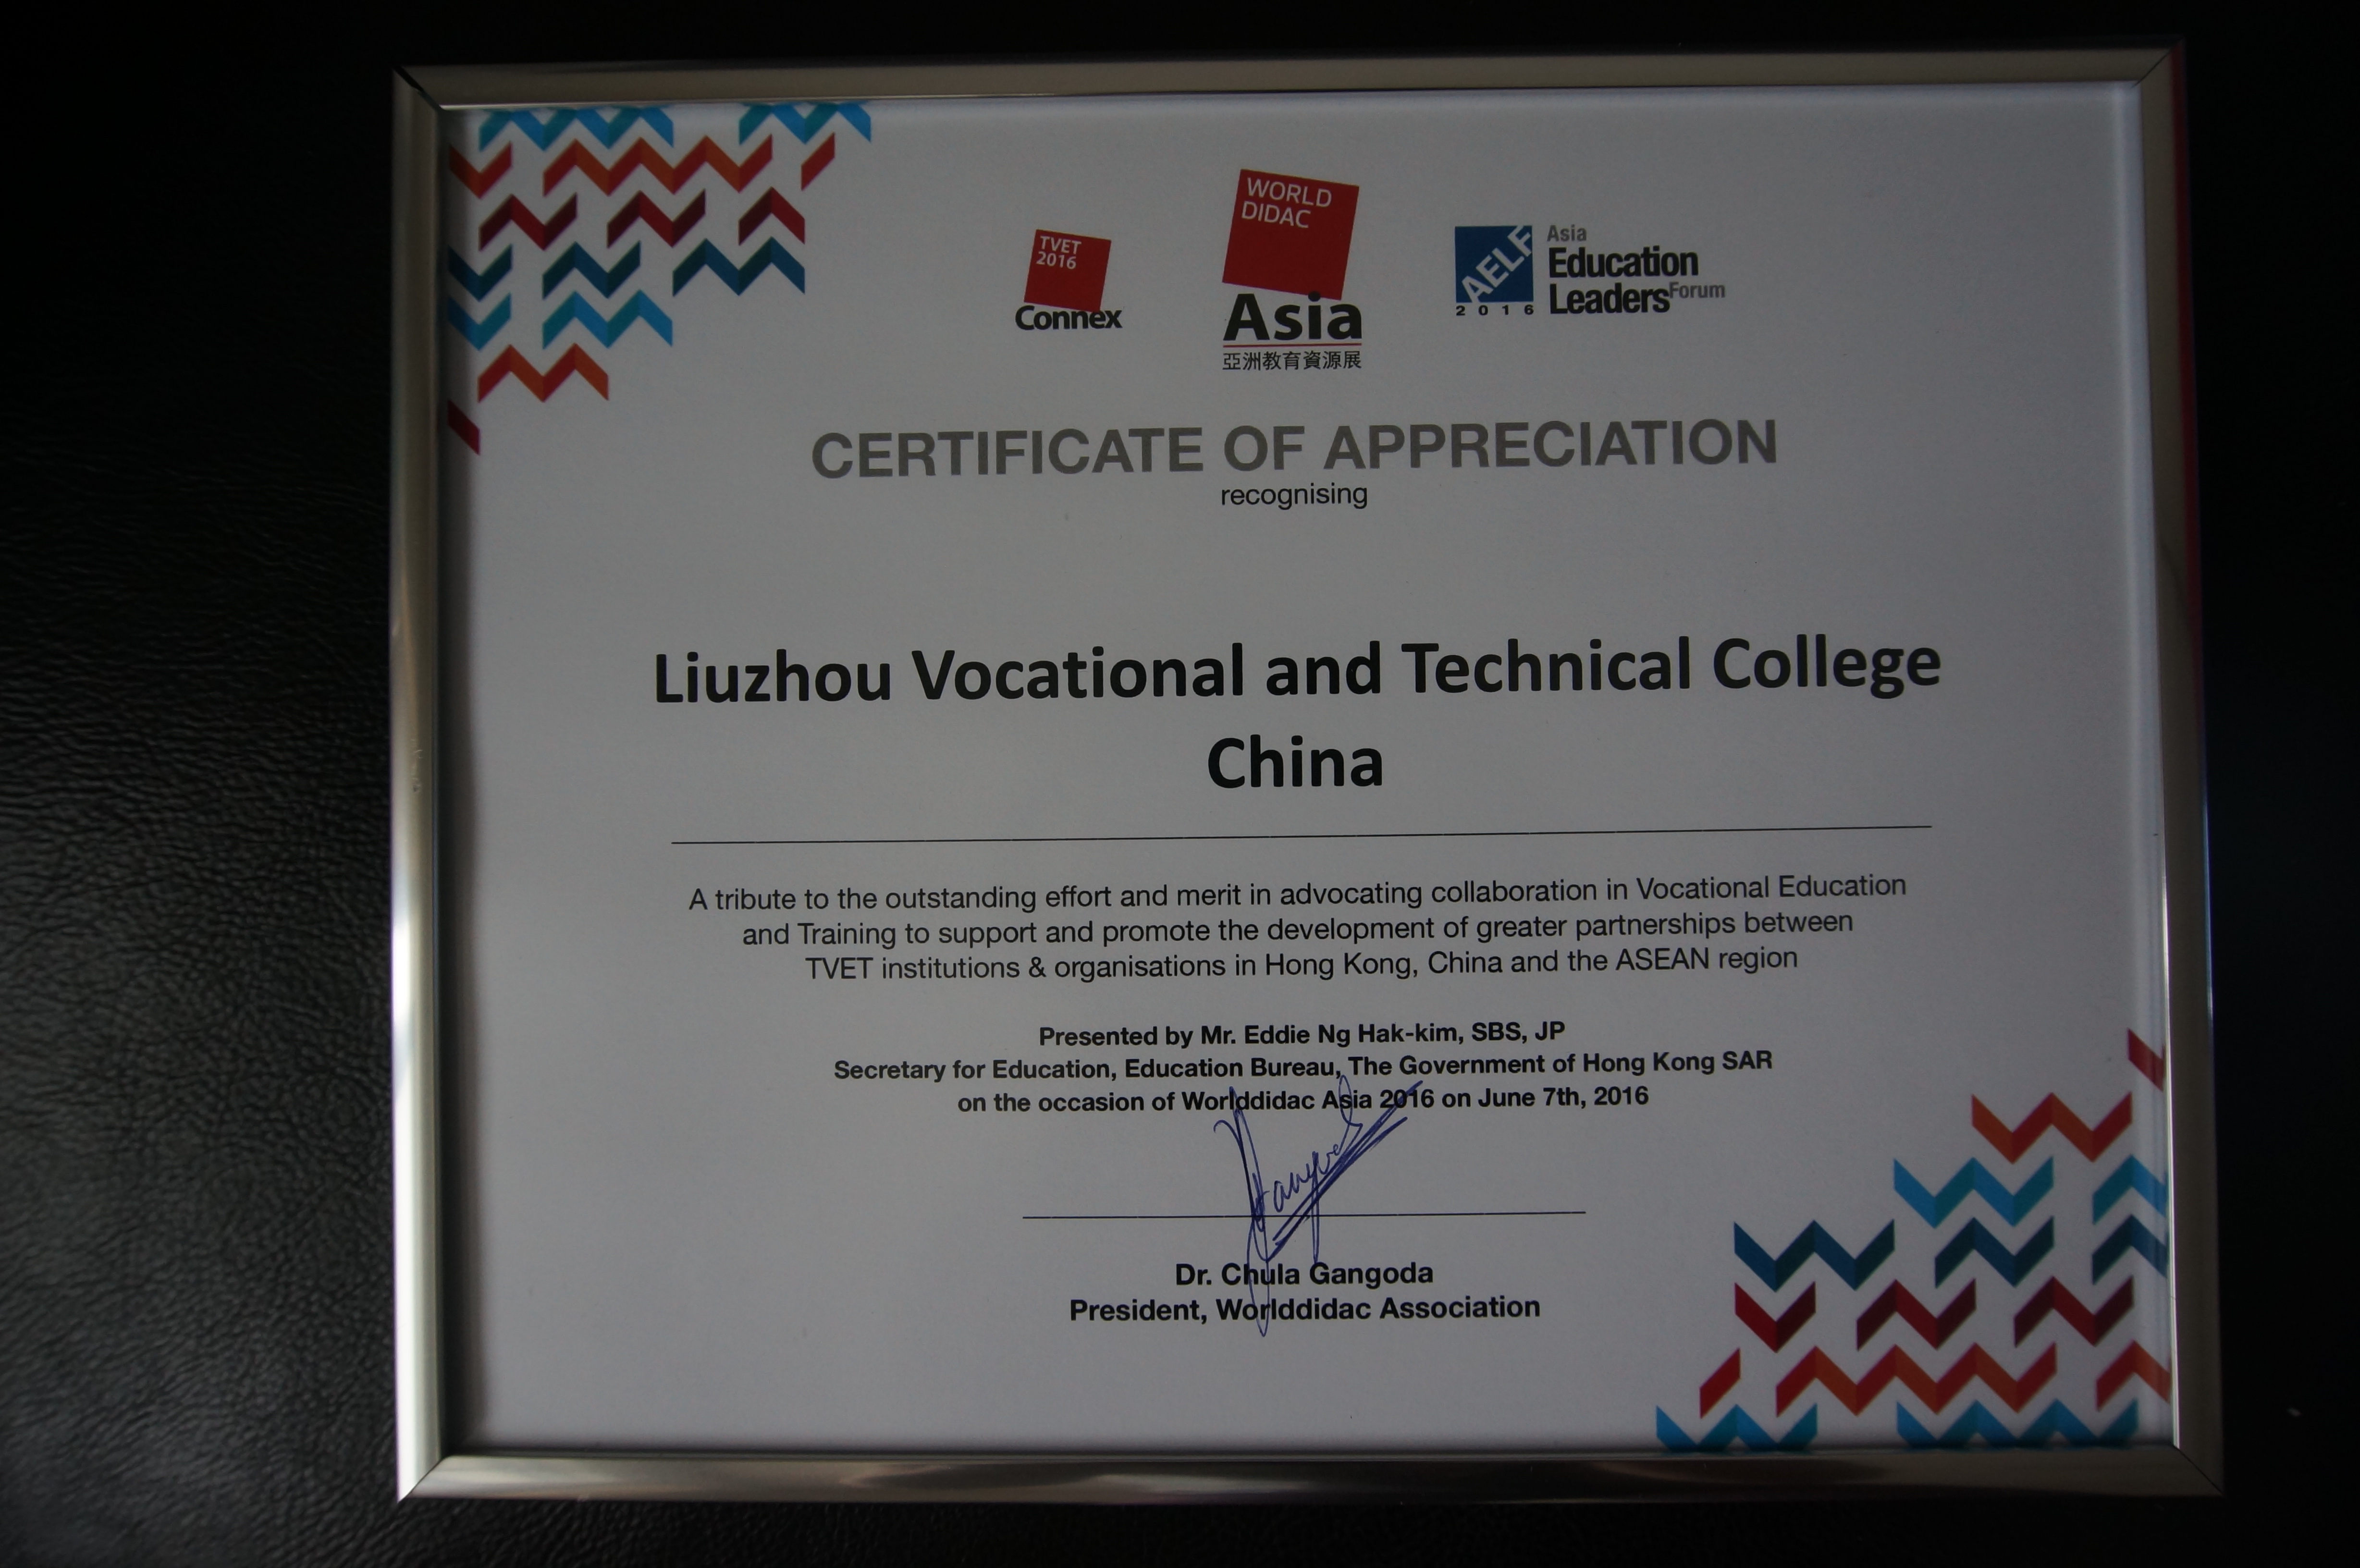 TVET
2016
Connex
WORLD
DIDAC
Asia
亞洲教育資源展
AELF
2016
Asia
Education
Leaders Forum
CERTIFICATE OF APPRECIATION
recognising
Liuzhou Vocational and Technical College
China
A tribute to the outstanding effort and merit in advocating collaboration in Vocational Education
and Training to support and promote the development of greater partnerships between
TVET institutions & organisations in Hong Kong, China and the ASEAN region
Presented by Mr. Eddie Ng Hak-kim, SBS, JP
Secretary for Education, Education Bureau, The Government of Hong Kong SAR
on the occasion of Worlddidac Asia 2016 on June 7th, 2016
Dr. Chula Gangoda
President, Worlddidac Association